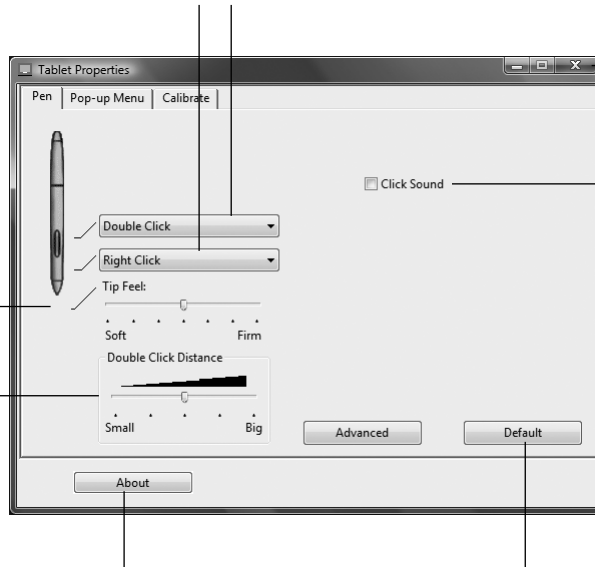 Tablet Properties
Pen Pop-up Menu Calibrate
Click Sound
Double Click
Right Click
Tip Feel:
Soft Firm
Double Click Distance
Small Big
Advanced Default
About